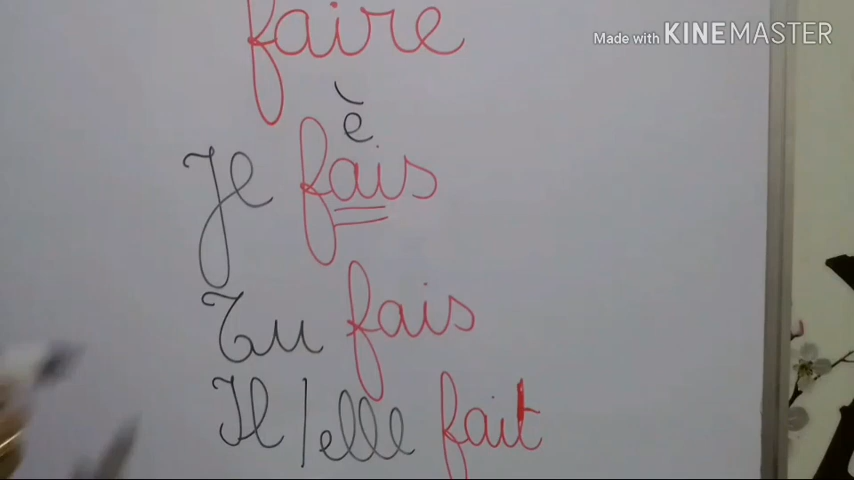 Made with KINEMASTER
faire
è
Je fais
Tu fais
Il/elle fait